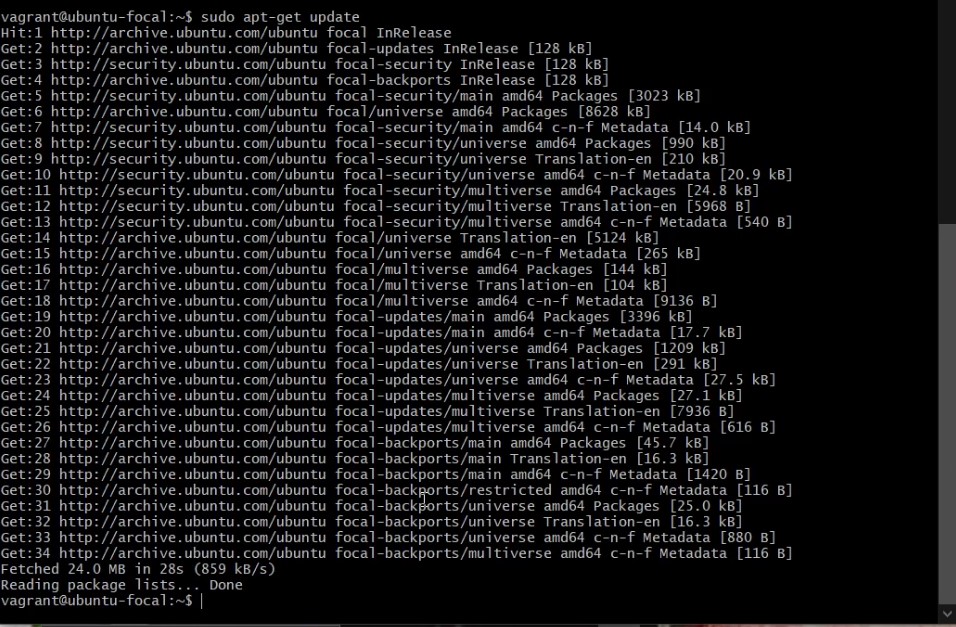 vagrant@ubuntu-focal:~$ sudo apt-get update
Hit:1 http://archive.ubuntu.com/ubuntu focal InRelease
Get:2 http://archive.ubuntu.com/ubuntu focal-updates InRelease [128 kB]
Get:3 http://security.ubuntu.com/ubuntu focal-security InRelease [128 kB]
Get:4 http://archive.ubuntu.com/ubuntu focal-backports InRelease [128 kB]
Get:5 http://security.ubuntu.com/ubuntu focal-security/main amd64 Packages [3023 kB]
Get:6 http://archive.ubuntu.com/ubuntu focal/universe amd64 Packages [8628 kB]
Get:7 http://security.ubuntu.com/ubuntu focal-security/main amd64 c-n-f Metadata [14.0 kB]
Get:8 http://security.ubuntu.com/ubuntu focal-security/universe amd64 Packages [990 kB]
Get:9 http://security.ubuntu.com/ubuntu focal-security/universe Translation-en [210 kB]
Get:10 http://security.ubuntu.com/ubuntu focal-security/universe amd64 c-n-f Metadata [20.9 kB]
Get:11 http://security.ubuntu.com/ubuntu focal-security/multiverse amd64 Packages [24.8 kB]
Get:12 http://security.ubuntu.com/ubuntu focal-security/multiverse Translation-en [5968 B]
Get:13 http://security.ubuntu.com/ubuntu focal-security/multiverse amd64 c-n-f Metadata [540 B]
Get:14 http://archive.ubuntu.com/ubuntu focal/universe Translation-en [5124 kB]
Get:15 http://archive.ubuntu.com/ubuntu focal/universe amd64 c-n-f Metadata [265 kB]
Get:16 http://archive.ubuntu.com/ubuntu focal/multiverse amd64 Packages [144 kB]
Get:17 http://archive.ubuntu.com/ubuntu focal/multiverse Translation-en [104 kB]
Get:18 http://archive.ubuntu.com/ubuntu focal/multiverse amd64 c-n-f Metadata [9136 B]
Get:19 http://archive.ubuntu.com/ubuntu focal-updates/main amd64 Packages [3396 kB]
Get:20 http://archive.ubuntu.com/ubuntu focal-updates/main amd64 c-n-f Metadata [17.7 kB]
Get:21 http://archive.ubuntu.com/ubuntu focal-updates/universe amd64 Packages [1209 kB]
Get:22 http://archive.ubuntu.com/ubuntu focal-updates/universe Translation-en [291 kB]
Get:23 http://archive.ubuntu.com/ubuntu focal-updates/universe amd64 c-n-f Metadata [27.5 kB]
Get:24 http://archive.ubuntu.com/ubuntu focal-updates/multiverse amd64 Packages [27.1 kB]
Get:25 http://archive.ubuntu.com/ubuntu focal-updates/multiverse Translation-en [7936 B]
Get:26 http://archive.ubuntu.com/ubuntu focal-updates/multiverse amd64 c-n-f Metadata [616 B]
Get:27 http://archive.ubuntu.com/ubuntu focal-backports/main amd64 Packages [45.7 kB]
Get:28 http://archive.ubuntu.com/ubuntu focal-backports/main Translation-en [16.3 kB]
Get:29 http://archive.ubuntu.com/ubuntu focal-backports/main amd64 c-n-f Metadata [1420 B]
Get:30 http://archive.ubuntu.com/ubuntu focal-backports/restricted amd64 c-n-f Metadata [116 B]
Get:31 http://archive.ubuntu.com/ubuntu focal-backports/universe amd64 Packages [25.0 kB]
Get:32 http://archive.ubuntu.com/ubuntu focal-backports/universe Translation-en [16.3 kB]
Get:33 http://archive.ubuntu.com/ubuntu focal-backports/universe amd64 c-n-f Metadata [880 B]
Get:34 http://archive.ubuntu.com/ubuntu focal-backports/multiverse amd64 c-n-f Metadata [116 B]
Fetched 24.0 MB in 28s (859 kB/s)
Reading package lists... Done
vagrant@ubuntu-focal:~$